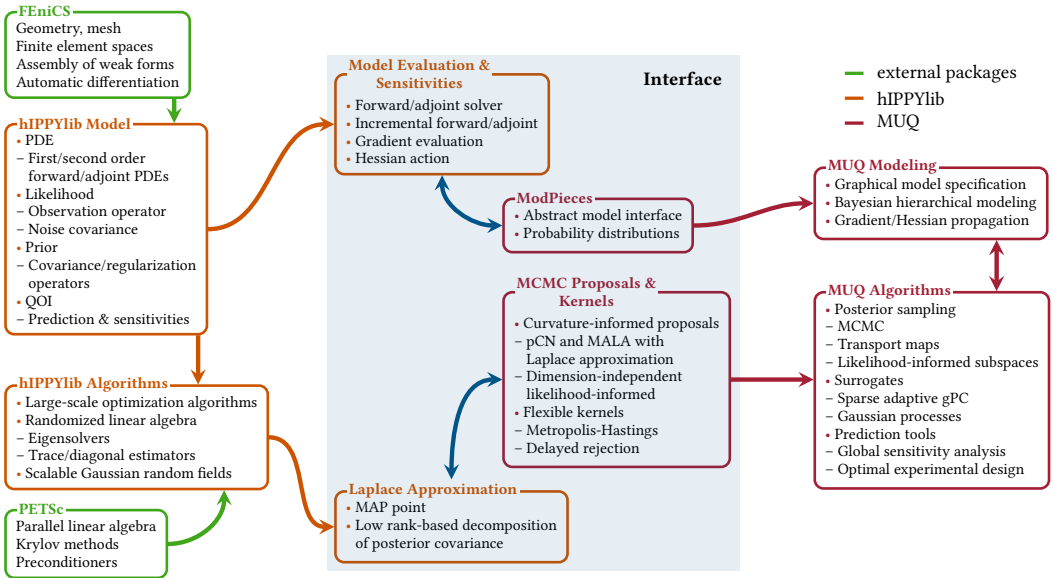 FEniCS
Geometry, mesh
Finite element spaces
Assembly of weak forms
Automatic differentiation
hIPPYlib Model
• PDE
– First/second order
forward/adjoint PDEs
• Likelihood
– Observation operator
– Noise covariance
• Prior
– Covariance/regularization
operators
• QOI
– Prediction & sensitivities
hIPPYlib Algorithms
• Large-scale optimization algorithms
• Randomized linear algebra
– Eigensolvers
– Trace/diagonal estimators
• Scalable Gaussian random fields
PETSc
Parallel linear algebra
Krylov methods
Preconditioners
Interface
Model Evaluation &
Sensitivities
• Forward/adjoint solver
• Incremental forward/adjoint
• Gradient evaluation
• Hessian action
ModPieces
• Abstract model interface
• Probability distributions
MCMC Proposals &
Kernels
• Curvature-informed proposals
– pCN and MALA with
Laplace approximation
– Dimension-independent
likelihood-informed
• Flexible kernels
– Metropolis-Hastings
– Delayed rejection
Laplace Approximation
• MAP point
• Low rank-based decomposition
of posterior covariance
external packages
hIPPYlib
MUQ
MUQ Modeling
• Graphical model specification
• Bayesian hierarchical modeling
• Gradient/Hessian propagation
MUQ Algorithms
• Posterior sampling
– MCMC
– Transport maps
– Likelihood-informed subspaces
• Surrogates
– Sparse adaptive gPC
– Gaussian processes
• Prediction tools
– Global sensitivity analysis
– Optimal experimental design